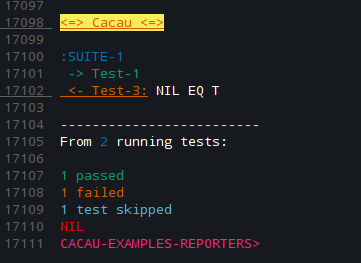 17097
17098 <=> Cacau <=>
17099
17100 :SUITE-1
17101 -> Test-1
17102 <- Test-3: NIL EQ T
17103
17104 -------------------------
17105 From 2 running tests:
17106
17107 1 passed
17108 1 failed
17109 1 test skipped
17110 NIL
17111 CACAU-EXAMPLES-REPORTERS>